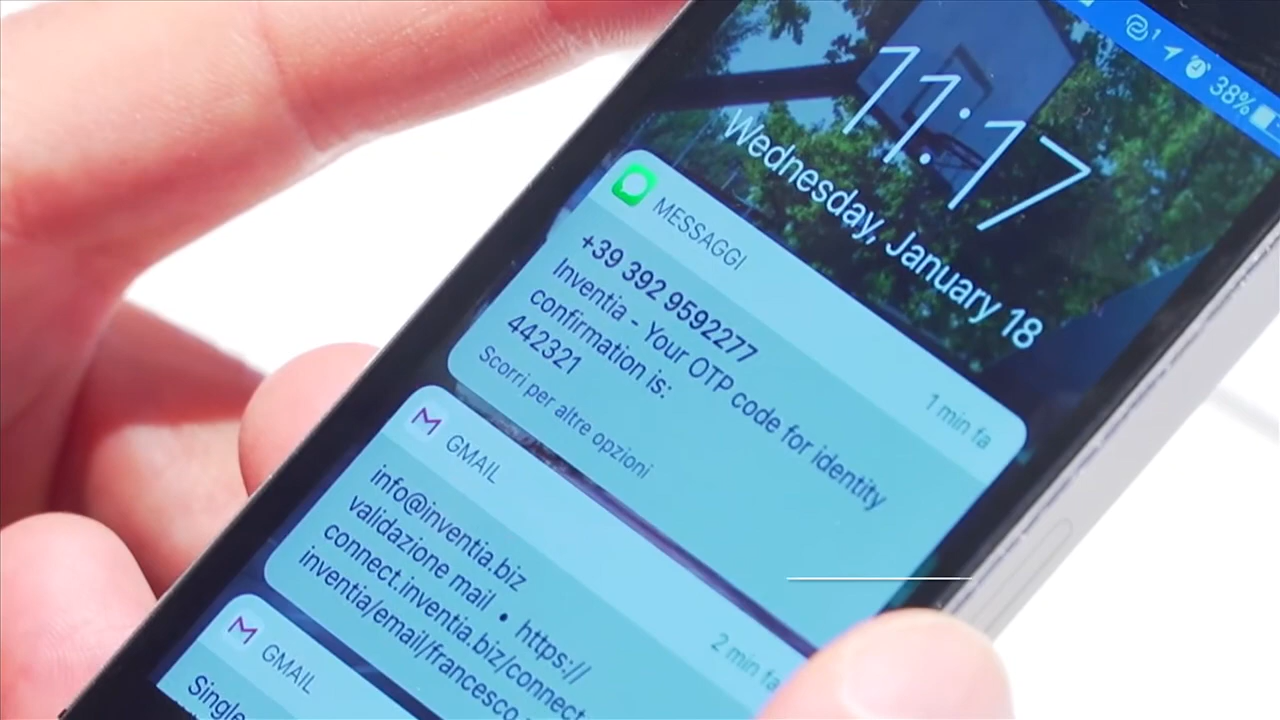 1 38%
11:17
Wednesday, January 18
MESSAGGI
1 min fa
+39 392 9592277
Inventia - Your OTP code for identity
confirmation is:
442321
Scorri per altre opzioni
GMAIL
2 min fa
info@inventia.biz
validazione mail • https://
connect.inventia.biz/connect
inventia/email/francesco.
GMAIL
Single